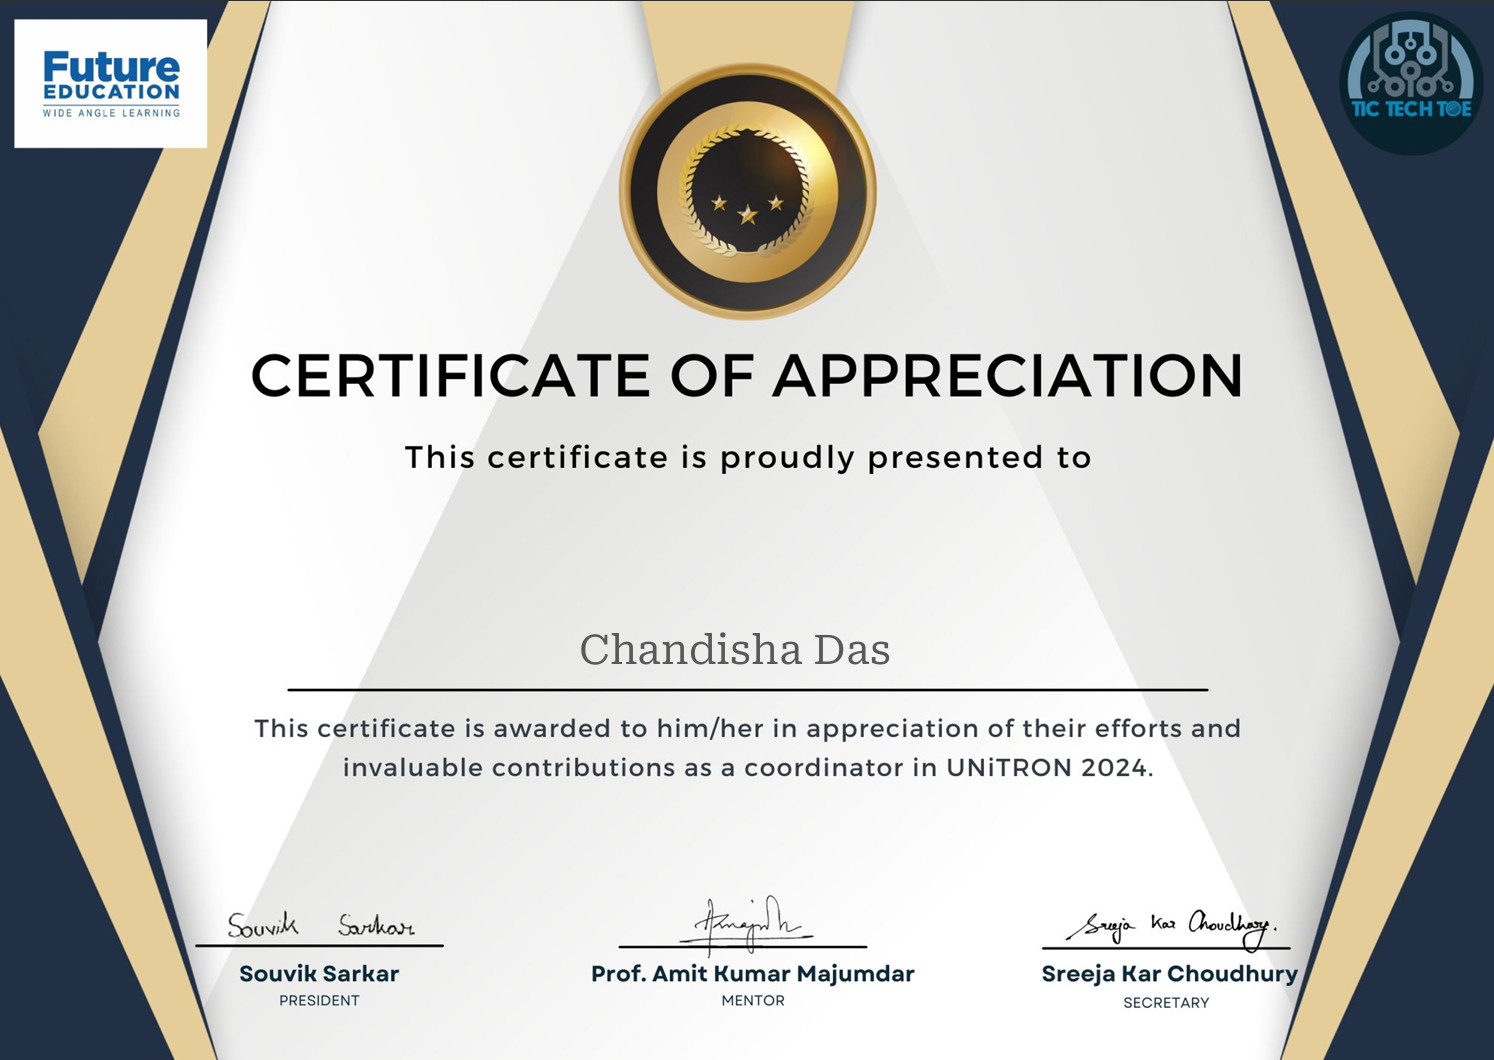 Future
EDUCATION
WIDE ANGLE LEARNING
TIC TECH TOE
CERTIFICATE OF APPRECIATION
This certificate is proudly presented to
Chandisha Das
This certificate is awarded to him/her in appreciation of their efforts and
invaluable contributions as a coordinator in UNiTRON 2024.
Souvik Sarkar
Sreeja Kar Choudhury.
Souvik Sarkar
Prof. Amit Kumar Majumdar
Sreeja Kar Choudhury
PRESIDENT
MENTOR
SECRETARY